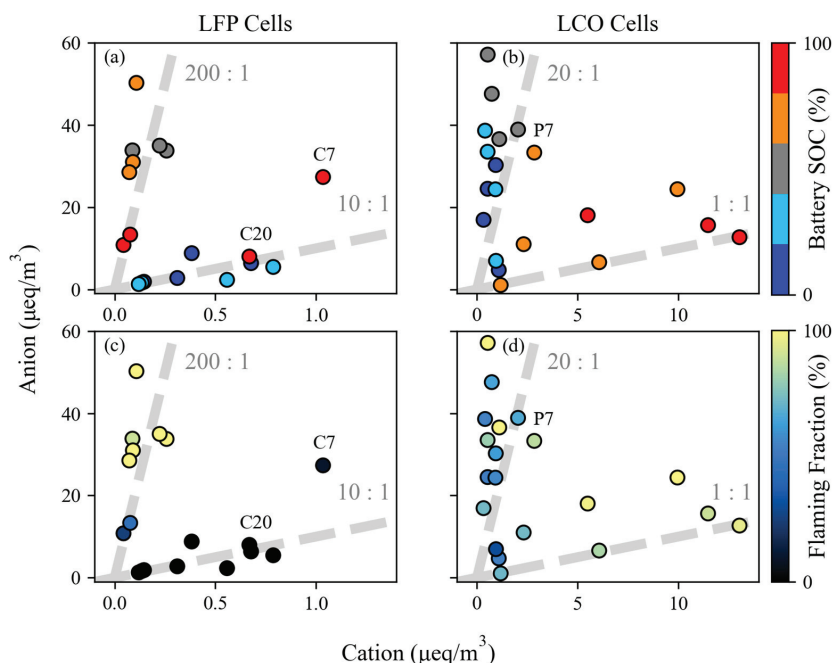 LFP Cells
LCO Cells
60
40
20
0
(a)
200 : 1
C7
10 : 1
C20
0.0
0.5
1.0
(b)
20 : 1
P7
1 : 1
0
5
10
100
0
Battery SOC (%)
60
40
20
0
(c)
200 : 1
C7
10 : 1
C20
0.0
0.5
1.0
(d)
20 : 1
P7
1 : 1
0
5
10
100
0
Flaming Fraction (%)
Anion (μeq/m³)
Cation (μeq/m³)